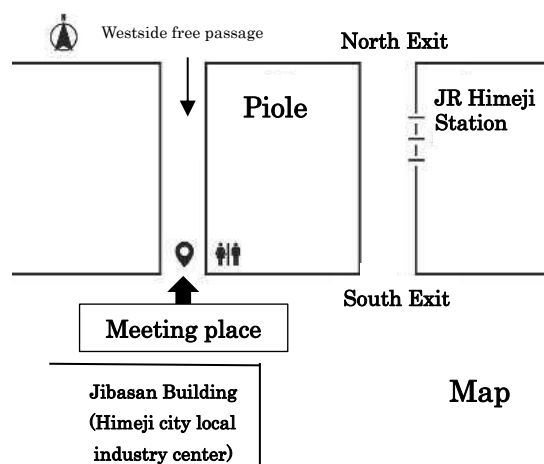 Westside free passage
North Exit
Piole
JR Himeji
Station
South Exit
Meeting place
Map
Jibasan Building
(Himeji city local
industry center)